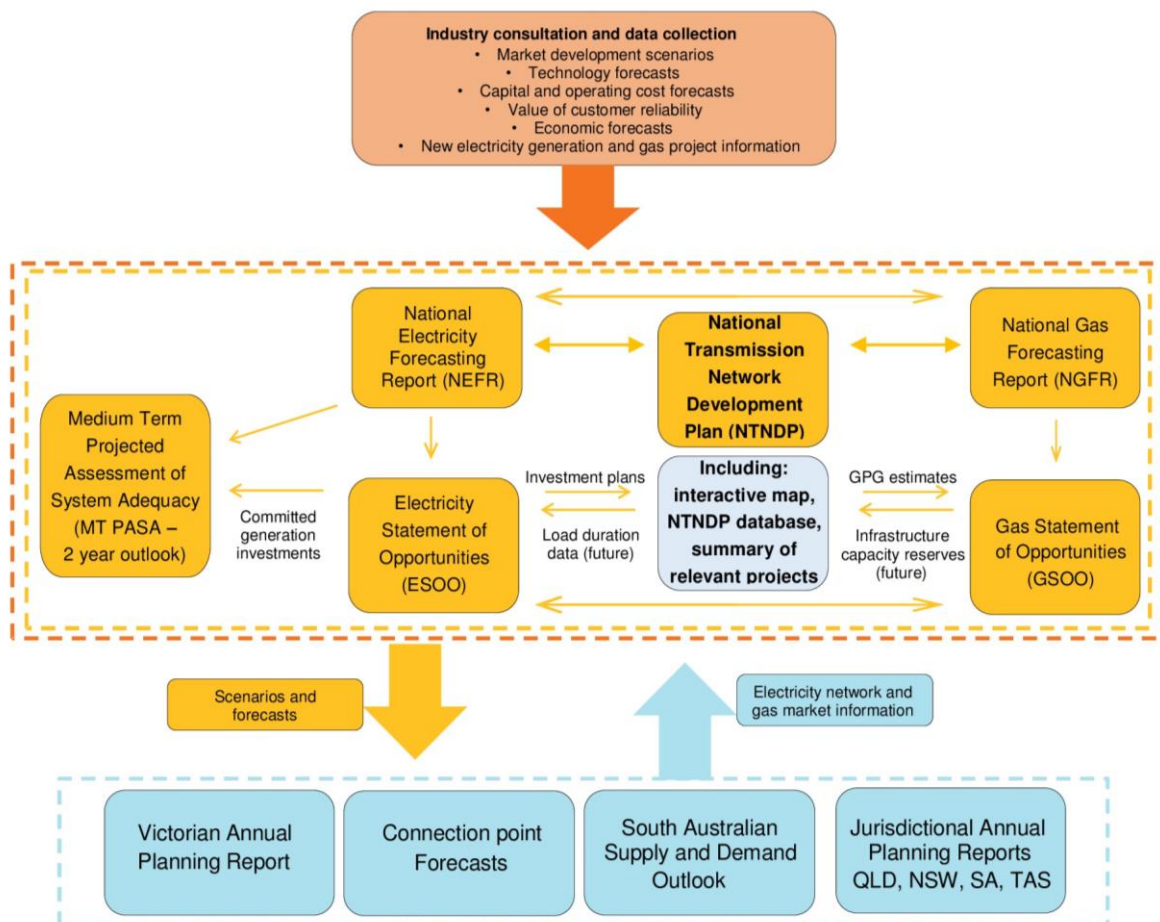 Industry consultation and data collection
• Market development scenarios
• Technology forecasts
• Capital and operating cost forecasts
• Value of customer reliability
• Economic forecasts
• New electricity generation and gas project information
National
Electricity
Forecasting
Report (NEFR)
National
Transmission
Network
Development
Plan (NTNDP)
National Gas
Forecasting
Report (NGFR)
Medium Term
Projected
Assessment of
System Adequacy
(MT PASA –
2 year outlook)
Committed
generation
investments
Electricity
Statement of
Opportunities
(ESOO)
Investment plans
Load duration
data (future)
Including:
interactive map,
NTNDP database,
summary of
relevant projects
GPG estimates
Infrastructure
capacity reserves
(future)
Gas Statement
of Opportunities
(GSOO)
Scenarios and
forecasts
Electricity network and
gas market information
Victorian Annual
Planning Report
Connection point
Forecasts
South Australian
Supply and Demand
Outlook
Jurisdictional Annual
Planning Reports
QLD, NSW, SA, TAS